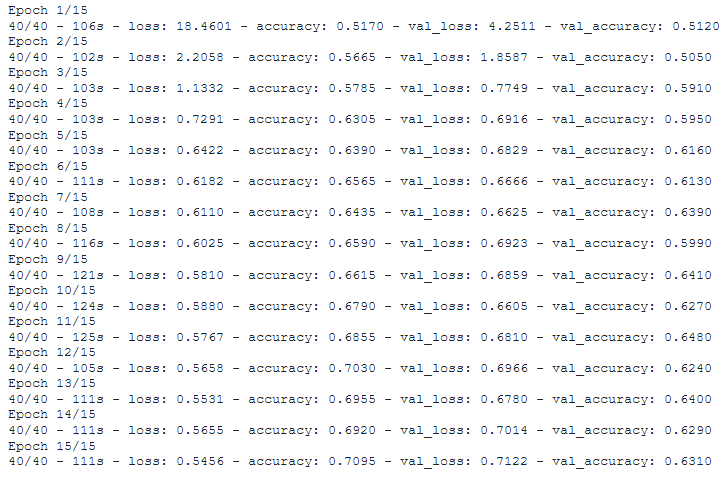 Epoch 1/15
40/40 - 106s - loss: 18.4601 - accuracy: 0.5170 - val_loss: 4.2511 - val_accuracy: 0.5120
Epoch 2/15
40/40 - 102s - loss: 2.2058 - accuracy: 0.5665 - val_loss: 1.8587 - val_accuracy: 0.5050
Epoch 3/15
40/40 - 103s - loss: 1.1332 - accuracy: 0.5785 - val_loss: 0.7749 - val_accuracy: 0.5910
Epoch 4/15
40/40 - 103s - loss: 0.7291 - accuracy: 0.6305 - val_loss: 0.6916 - val_accuracy: 0.5950
Epoch 5/15
40/40 - 103s - loss: 0.6422 - accuracy: 0.6390 - val_loss: 0.6829 - val_accuracy: 0.6160
Epoch 6/15
40/40 - 111s - loss: 0.6182 - accuracy: 0.6565 - val_loss: 0.6666 - val_accuracy: 0.6130
Epoch 7/15
40/40 - 108s - loss: 0.6110 - accuracy: 0.6435 - val_loss: 0.6625 - val_accuracy: 0.6390
Epoch 8/15
40/40 - 116s - loss: 0.6025 - accuracy: 0.6590 - val_loss: 0.6923 - val_accuracy: 0.5990
Epoch 9/15
40/40 - 121s - loss: 0.5810 - accuracy: 0.6615 - val_loss: 0.6859 - val_accuracy: 0.6410
Epoch 10/15
40/40 - 124s - loss: 0.5880 - accuracy: 0.6790 - val_loss: 0.6605 - val_accuracy: 0.6270
Epoch 11/15
40/40 - 125s - loss: 0.5767 - accuracy: 0.6855 - val_loss: 0.6810 - val_accuracy: 0.6480
Epoch 12/15
40/40 - 105s - loss: 0.5658 - accuracy: 0.7030 - val_loss: 0.6966 - val_accuracy: 0.6240
Epoch 13/15
40/40 - 111s - loss: 0.5531 - accuracy: 0.6955 - val_loss: 0.6780 - val_accuracy: 0.6400
Epoch 14/15
40/40 - 111s - loss: 0.5655 - accuracy: 0.6920 - val_loss: 0.7014 - val_accuracy: 0.6290
Epoch 15/15
40/40 - 111s - loss: 0.5456 - accuracy: 0.7095 - val_loss: 0.7122 - val_accuracy: 0.6310